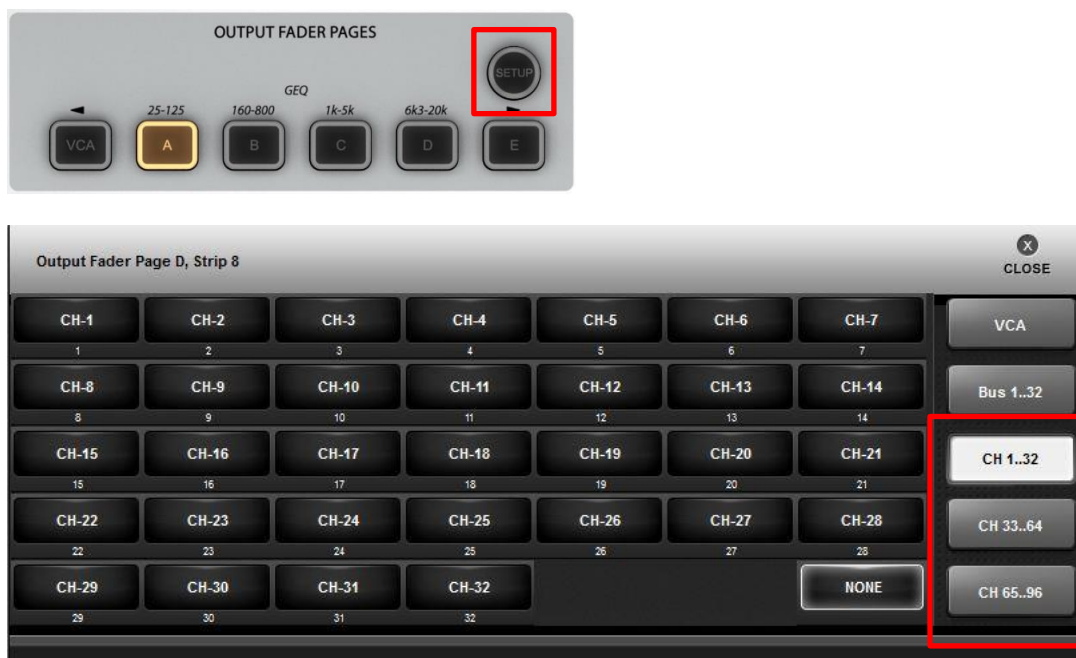 OUTPUT FADER PAGES
SETUP
GEQ
◄ 25-125 160-800 1k-5k 6k3-20k ►
VCA A B C D E
Output Fader Page D, Strip 8
X
CLOSE
CH-1 CH-2 CH-3 CH-4 CH-5 CH-6 CH-7 VCA
1 2 3 4 5 6 7
CH-8 CH-9 CH-10 CH-11 CH-12 CH-13 CH-14 Bus 1..32
8 9 10 11 12 13 14
CH-15 CH-16 CH-17 CH-18 CH-19 CH-20 CH-21 CH 1..32
15 16 17 18 19 20 21
CH-22 CH-23 CH-24 CH-25 CH-26 CH-27 CH-28 CH 33..64
22 23 24 25 26 27 28
CH-29 CH-30 CH-31 CH-32 NONE CH 65..96
29 30 31 32